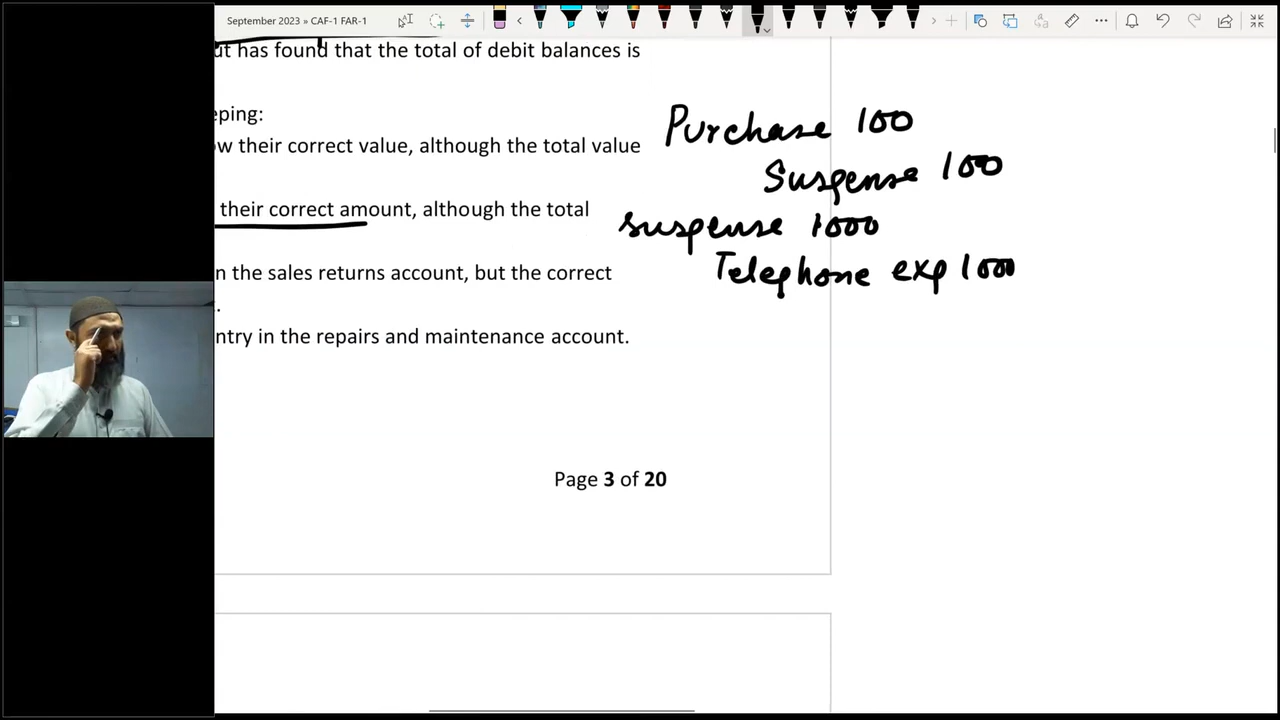 September 2023 » CAF-1 FAR-1
ut has found that the total of debit balances is
eping:
ow their correct value, although the total value
their correct amount, although the total
n the sales returns account, but the correct
.
ntry in the repairs and maintenance account.
Purchase 100
Suspense 100
suspense 1000
Telephone exp 1000
Page 3 of 20